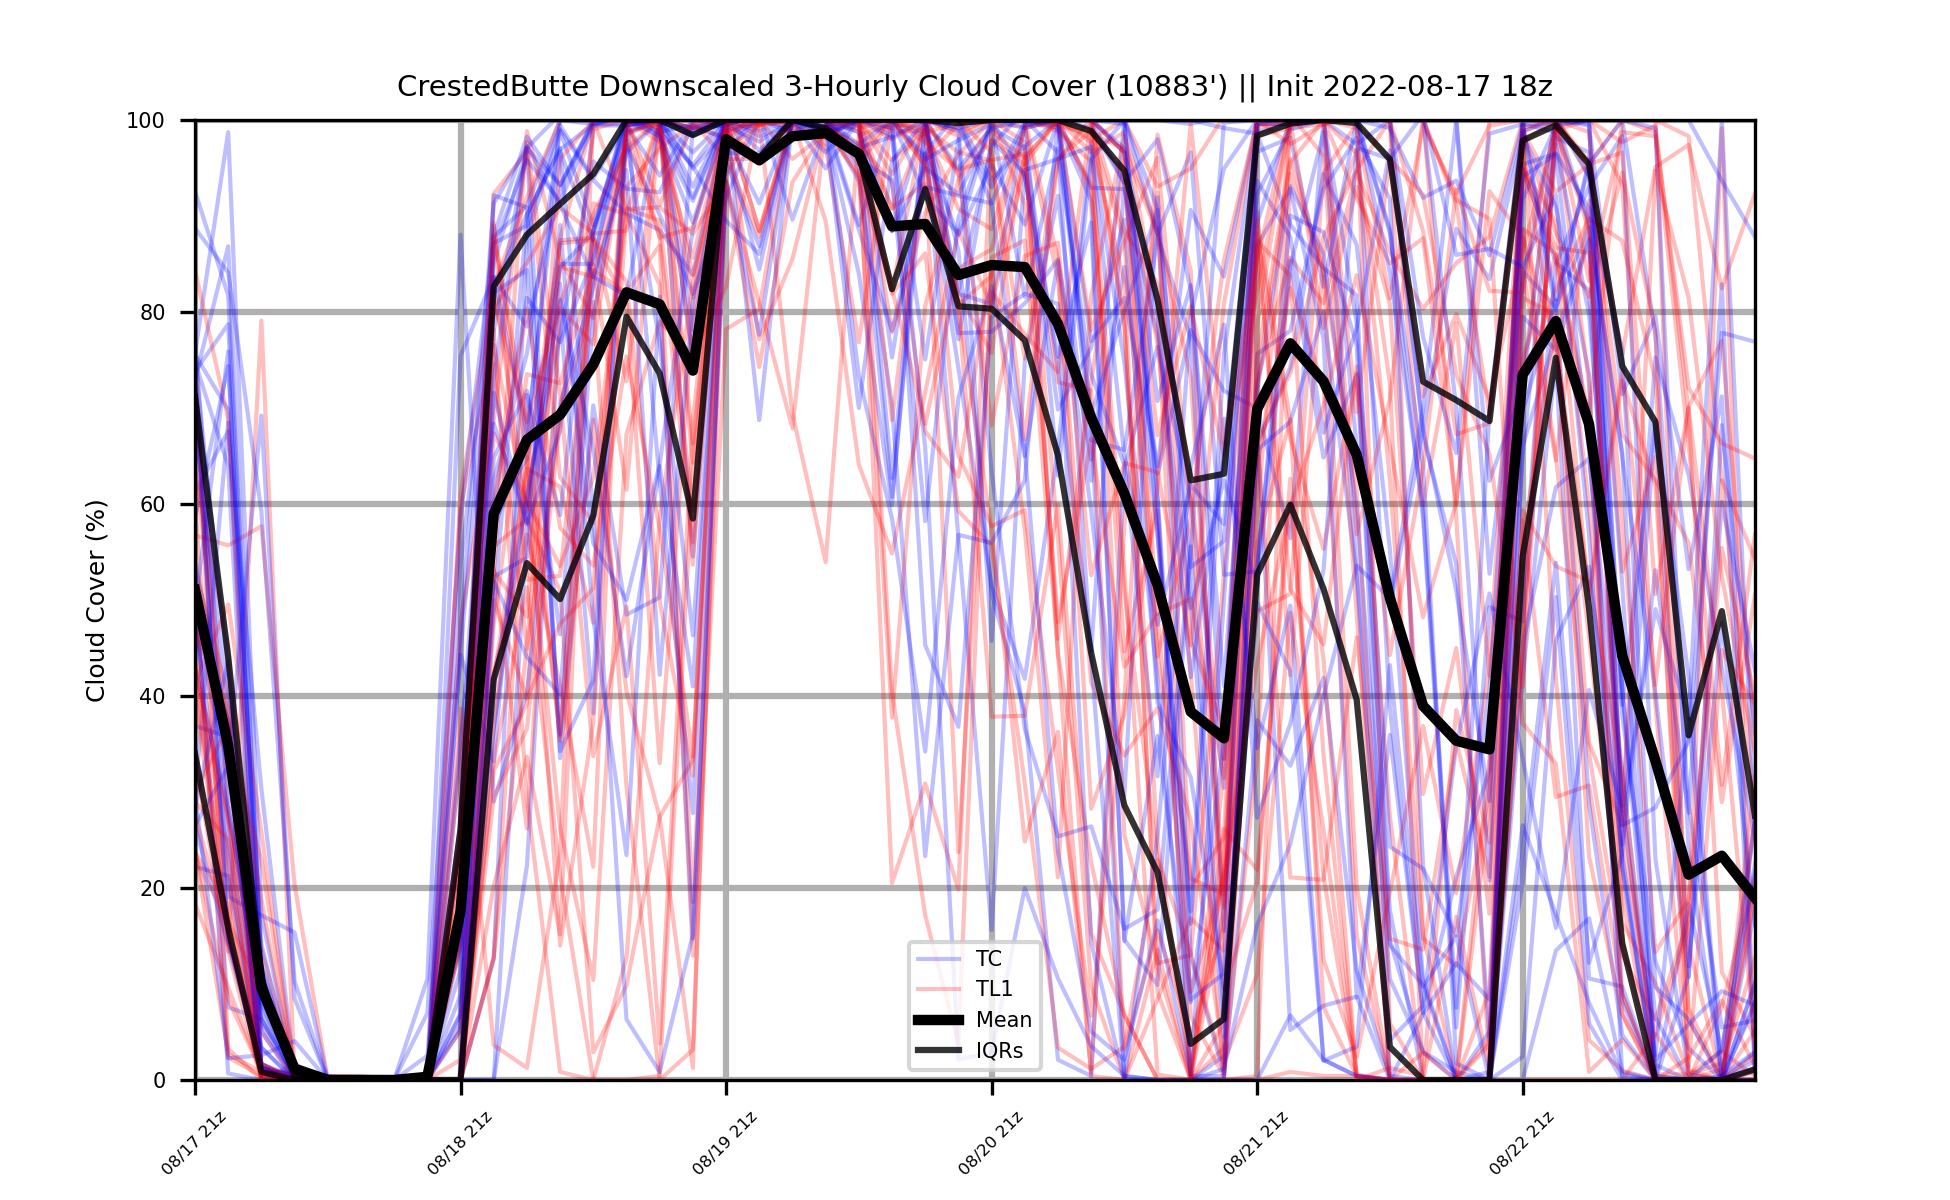 CrestedButte Downscaled 3-Hourly Cloud Cover (10883') || Init 2022-08-17 18z
Cloud Cover (%)
100
80
60
40
20
0
TC
TL1
Mean
IQRs
08/17 21z
08/18 21z
08/19 21z
08/20 21z
08/21 21z
08/22 21z